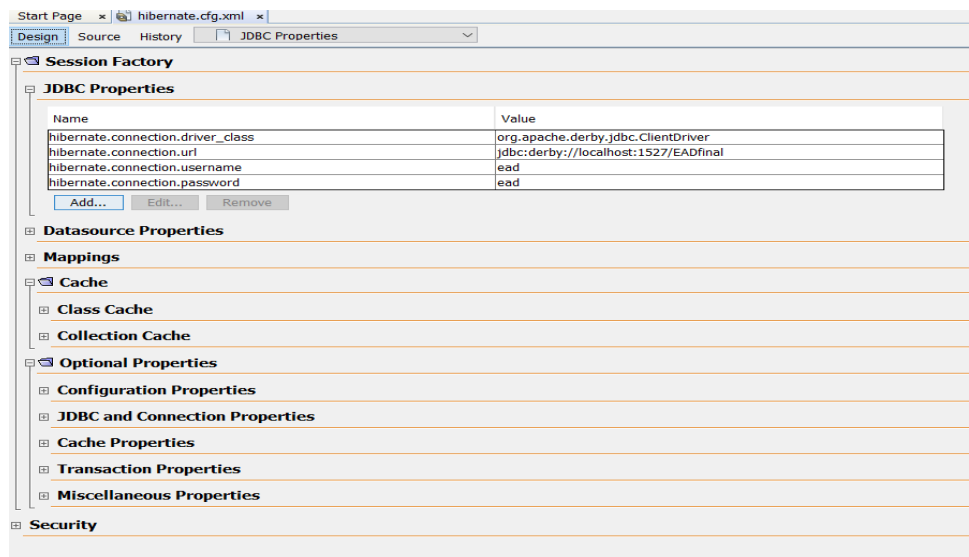 Start Page x hibernate.cfg.xml x
Design Source History JDBC Properties
Session Factory
JDBC Properties
Name Value
hibernate.connection.driver_class org.apache.derby.jdbc.ClientDriver
hibernate.connection.url jdbc:derby://localhost:1527/EADfinal
hibernate.connection.username ead
hibernate.connection.password ead
Add... Edit... Remove
Datasource Properties
Mappings
Cache
Class Cache
Collection Cache
Optional Properties
Configuration Properties
JDBC and Connection Properties
Cache Properties
Transaction Properties
Miscellaneous Properties
Security